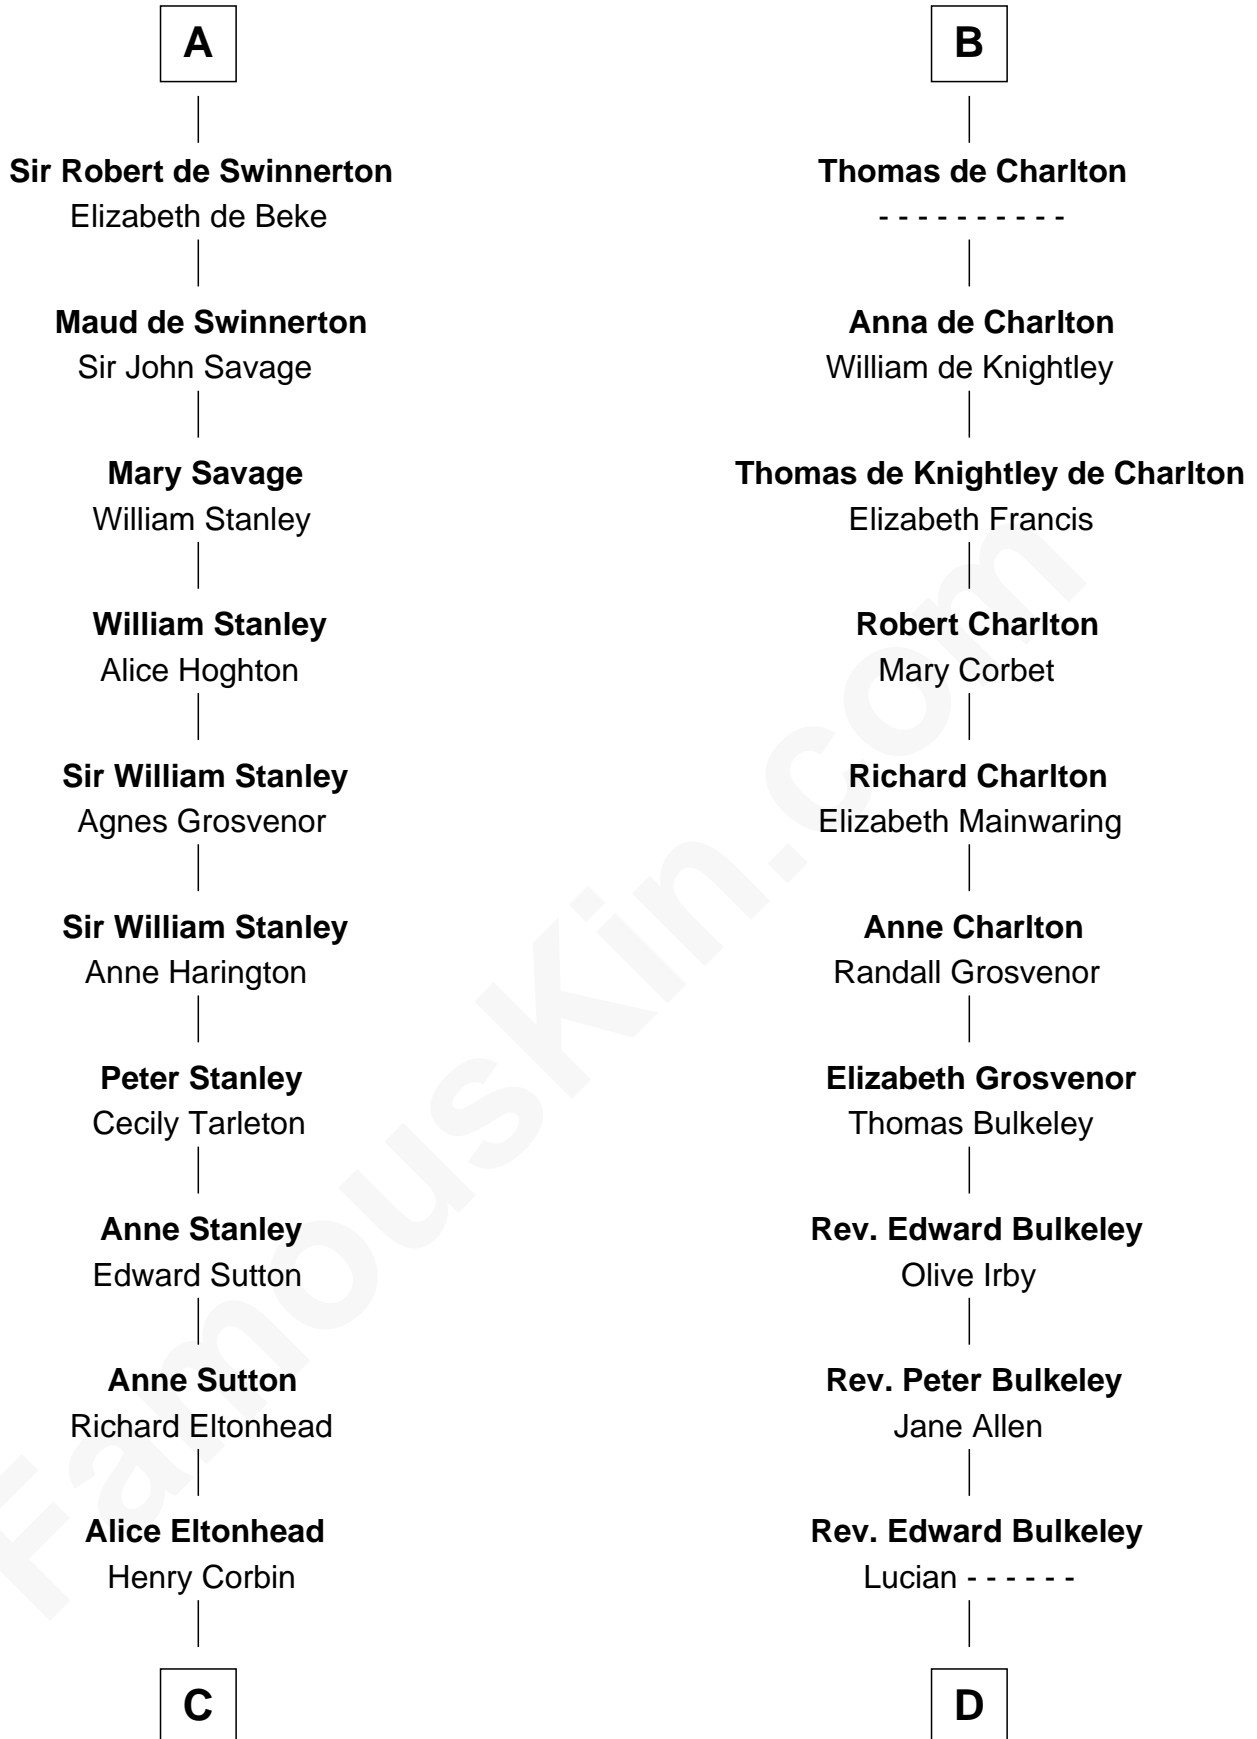 A
Sir Robert de Swinnerton
Elizabeth de Beke
Maud de Swinnerton
Sir John Savage
Mary Savage
William Stanley
William Stanley
Alice Hoghton
Sir William Stanley
Agnes Grosvenor
Sir William Stanley
Anne Harington
Peter Stanley
Cecily Tarleton
Anne Stanley
Edward Sutton
Anne Sutton
Richard Eltonhead
Alice Eltonhead
Henry Corbin
C
B
Thomas de Charlton
- - - - - - - - - -
Anna de Charlton
William de Knightley
Thomas de Knightley de Charlton
Elizabeth Francis
Robert Charlton
Mary Corbet
Richard Charlton
Elizabeth Mainwaring
Anne Charlton
Randall Grosvenor
Elizabeth Grosvenor
Thomas Bulkeley
Rev. Edward Bulkeley
Olive Irby
Rev. Peter Bulkeley
Jane Allen
Rev. Edward Bulkeley
Lucian - - - - - -
D
FamousKin.com